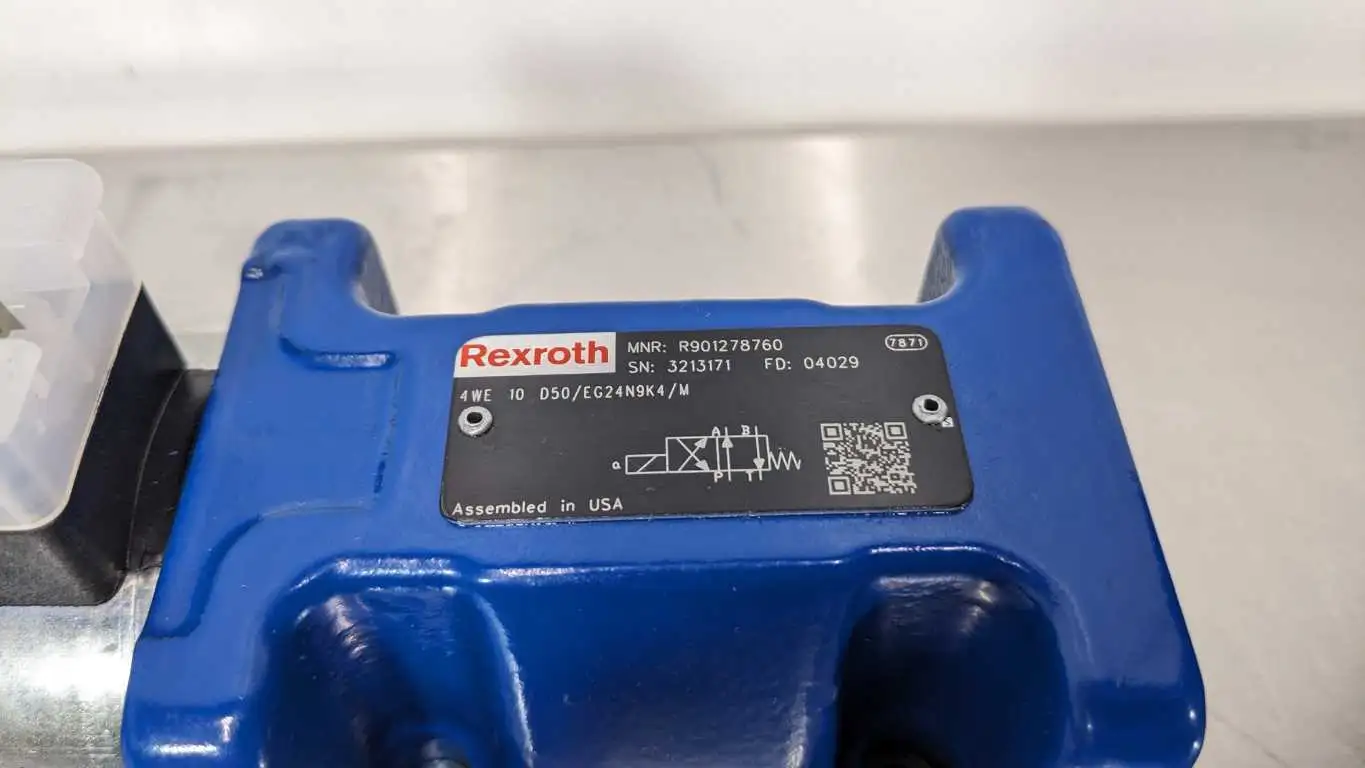 Rexroth
MNR: R901278760
7871
SN: 3213171 FD: 04029
4WE 10 D50/EG24N9K4/M
A B
a
P T
Assembled in USA